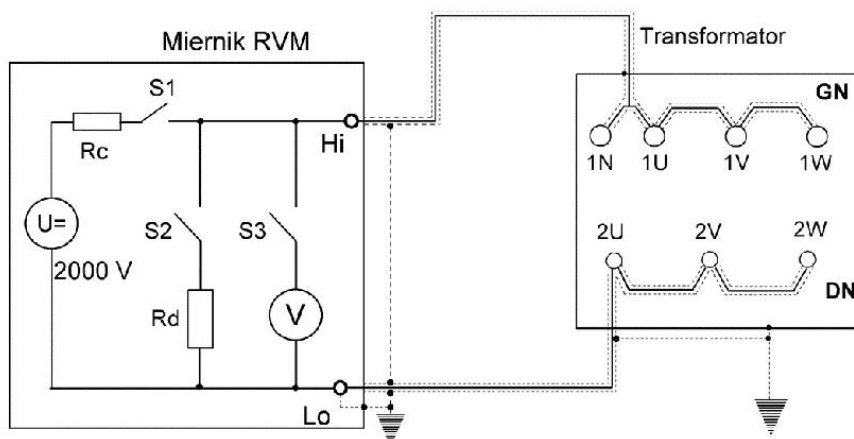 Miernik RVM
Transformator
S1
Rc
Hi
GN
1N 1U 1V 1W
U=
2000 V
S2
S3
Rd
V
2U 2V 2W
DN
Lo